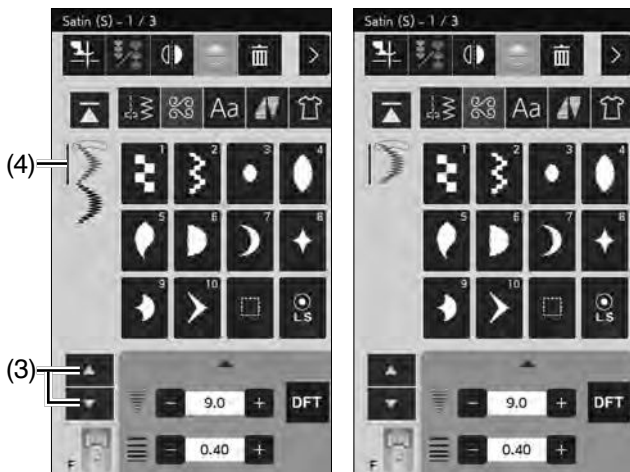 Satin (S) - 1 / 3
Aa
(4)
1 2 3 4
5 6 7 8
9 10 L.S
(3)
9.0 DFT
F 0.40
Satin (S) - 1 / 3
Aa
1 2 3 4
5 6 7 8
9 10 L.S
9.0 DFT
F 0.40